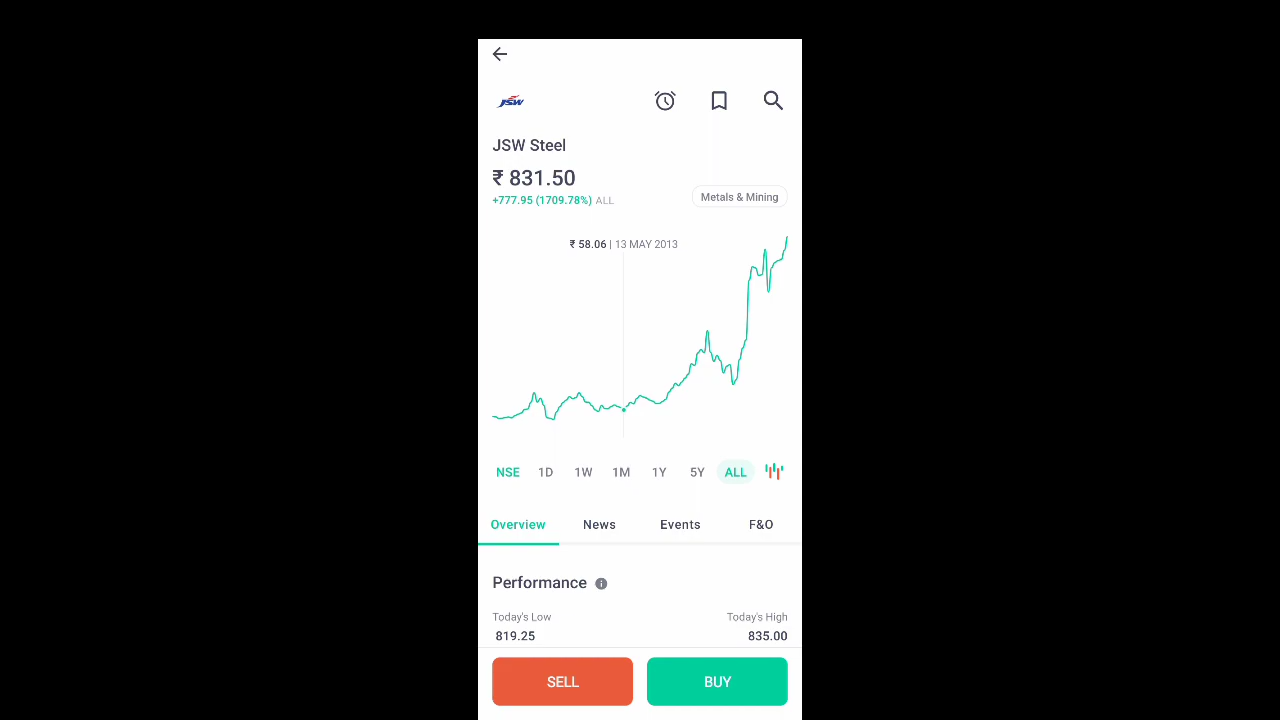 JSW
JSW Steel
₹ 831.50
+777.95 (1709.78%) ALL
Metals & Mining
₹ 58.06 | 13 MAY 2013
NSE 1D 1W 1M 1Y 5Y ALL
Overview News Events F&O
Performance
Today's Low Today's High
819.25 835.00
SELL BUY